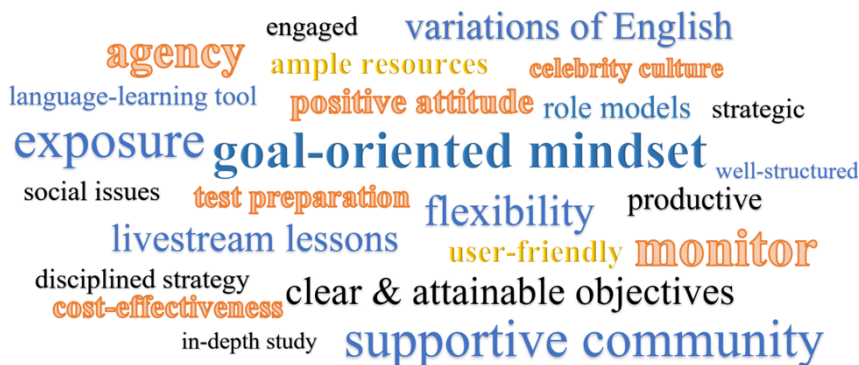 engaged variations of English
agency ample resources celebrity culture
language-learning tool positive attitude role models strategic
exposure goal-oriented mindset well-structured
social issues test preparation flexibility productive
livestream lessons user-friendly monitor
disciplined strategy clear & attainable objectives
cost-effectiveness
in-depth study supportive community